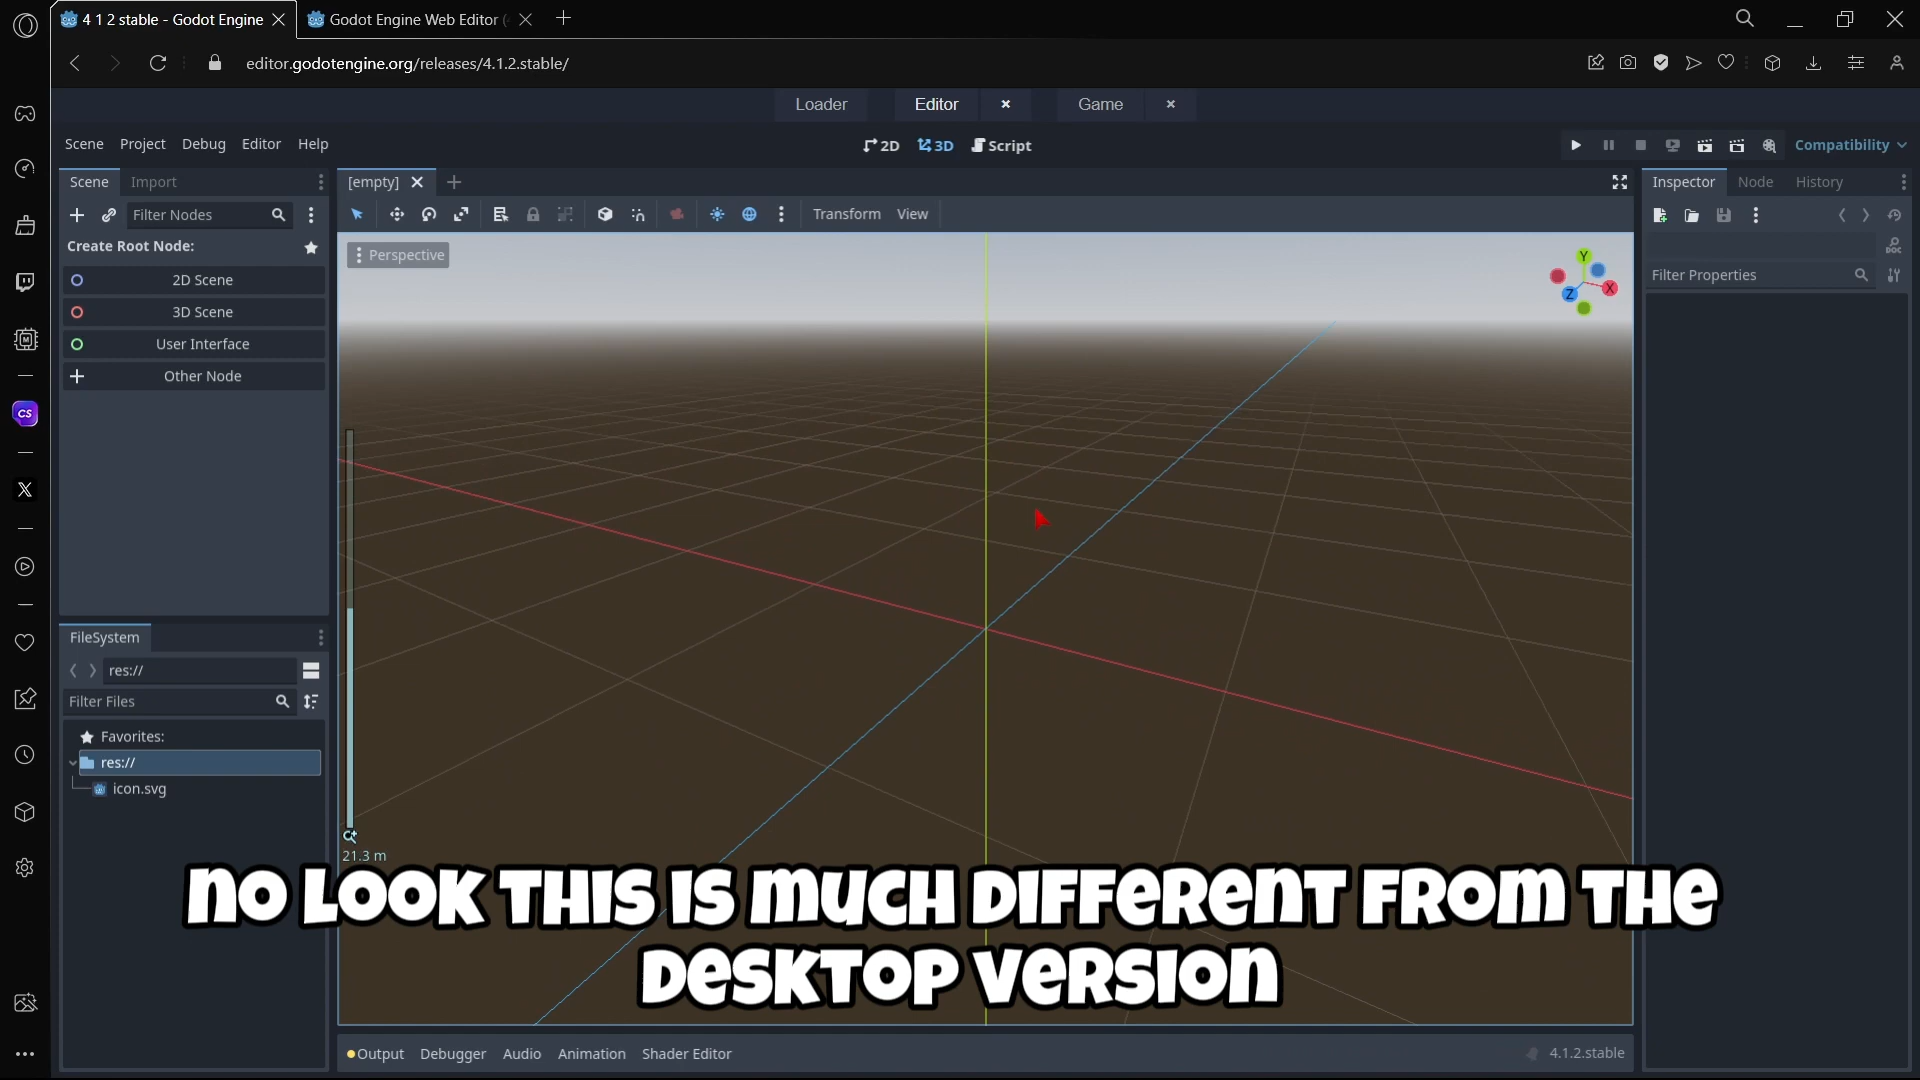 4 1 2 stable - Godot Engine
Godot Engine Web Editor (
editor.godotengine.org/releases/4.1.2.stable/
Loader
Editor
Game
Scene Project Debug Editor Help
2D 3D Script
Compatibility
Scene Import
[empty]
Inspector Node History
Filter Nodes
Transform View
Create Root Node:
Perspective
Filter Properties
2D Scene
3D Scene
User Interface
Other Node
Y
X
Z
M
CS
X
DOC
FileSystem
res://
Filter Files
Favorites:
res://
icon.svg
21.3 m
NO LOOK THIS IS MUCH DIFFERENT FROM THE
DESKTOP VERSION
Output Debugger Audio Animation Shader Editor
4.1.2.stable